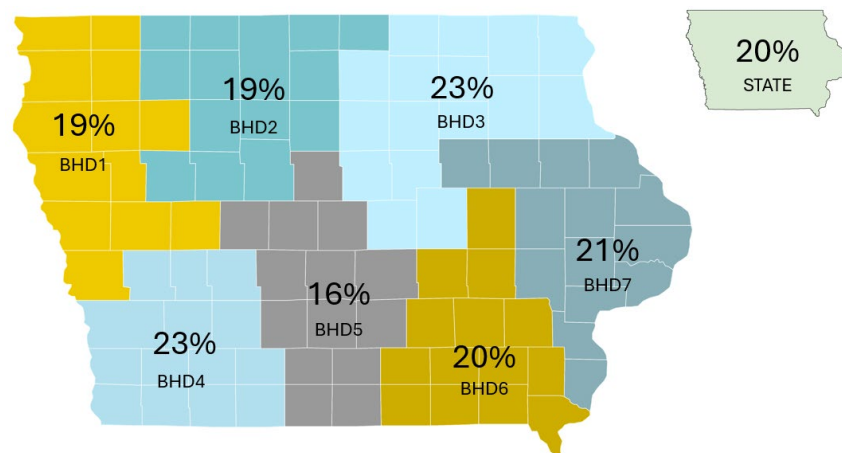 20%
STATE
19%
BHD2
23%
BHD3
19%
BHD1
21%
BHD7
16%
BHD5
23%
BHD4
20%
BHD6